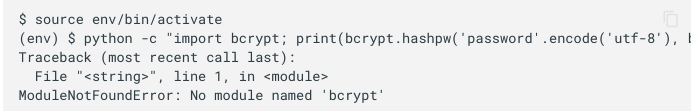 $ source env/bin/activate
(env) $ python -c "import bcrypt; print(bcrypt.hashpw('password'.encode('utf-8'),
Traceback (most recent call last):
  File "<string>", line 1, in <module>
ModuleNotFoundError: No module named 'bcrypt'